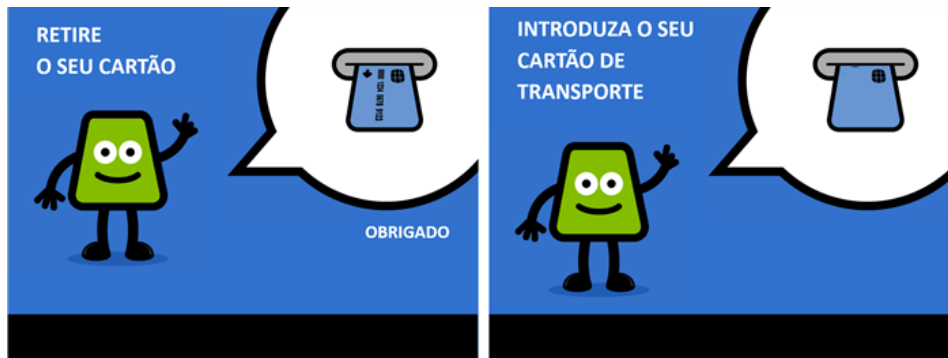 RETIRE
O SEU CARTÃO
OBRIGADO
INTRODUZA O SEU
CARTÃO DE
TRANSPORTE